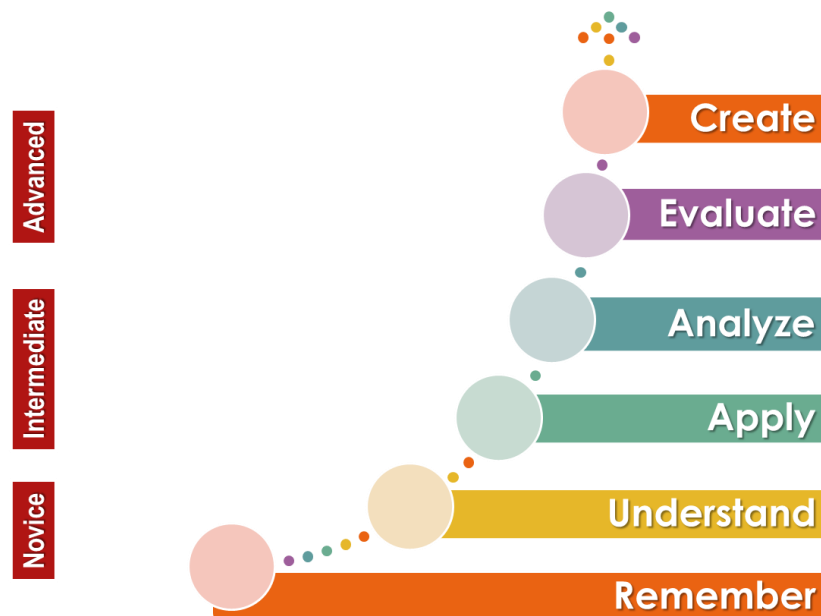 Advanced
Create
Evaluate
Intermediate
Analyze
Apply
Novice
Understand
Remember